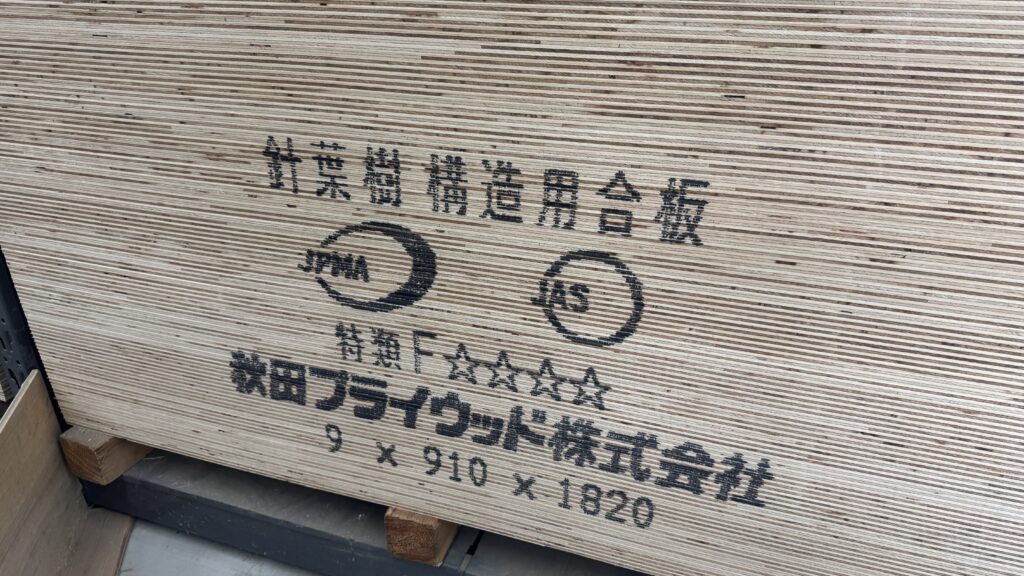 針葉樹 構造用合板
JPMA JAS
特類F☆☆☆☆
秋田プライウッド株式会社
9 x 910 x 1820